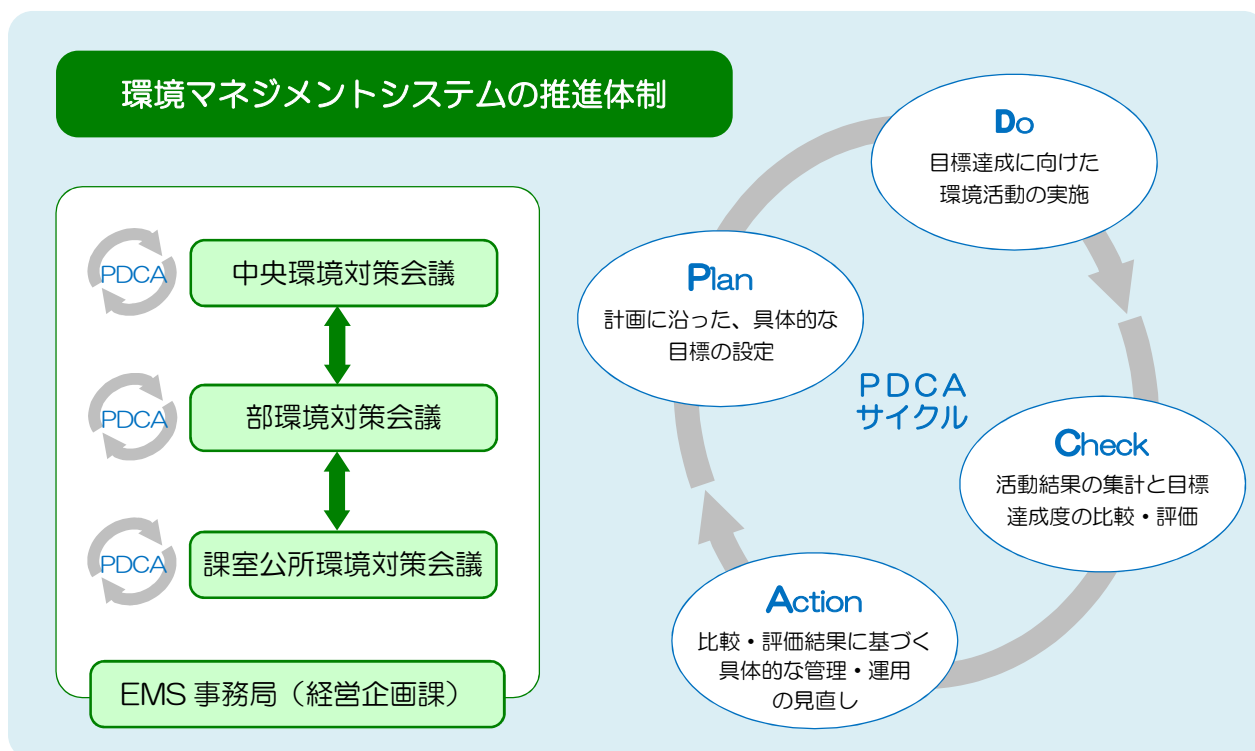 環境マネジメントシステムの推進体制
PDCA
中央環境対策会議
PDCA
部環境対策会議
PDCA
課室公所環境対策会議
EMS 事務局（経営企画課）
Do
目標達成に向けた
環境活動の実施
Plan
計画に沿った、具体的な
目標の設定
PDCA
サイクル
Check
活動結果の集計と目標
達成度の比較・評価
Action
比較・評価結果に基づく
具体的な管理・運用
の見直し